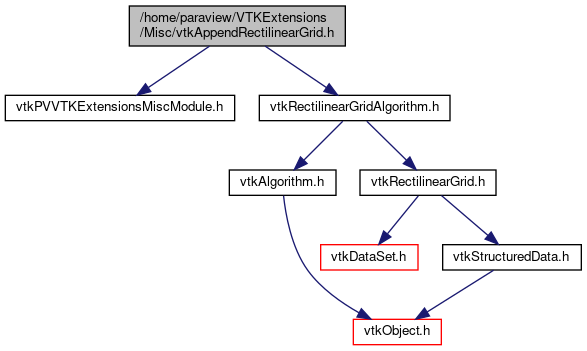 /home/paraview/VTKExtensions
/Misc/vtkAppendRectilinearGrid.h
vtkPVVTKExtensionsMiscModule.h
vtkRectilinearGridAlgorithm.h
vtkAlgorithm.h
vtkRectilinearGrid.h
vtkDataSet.h
vtkStructuredData.h
vtkObject.h